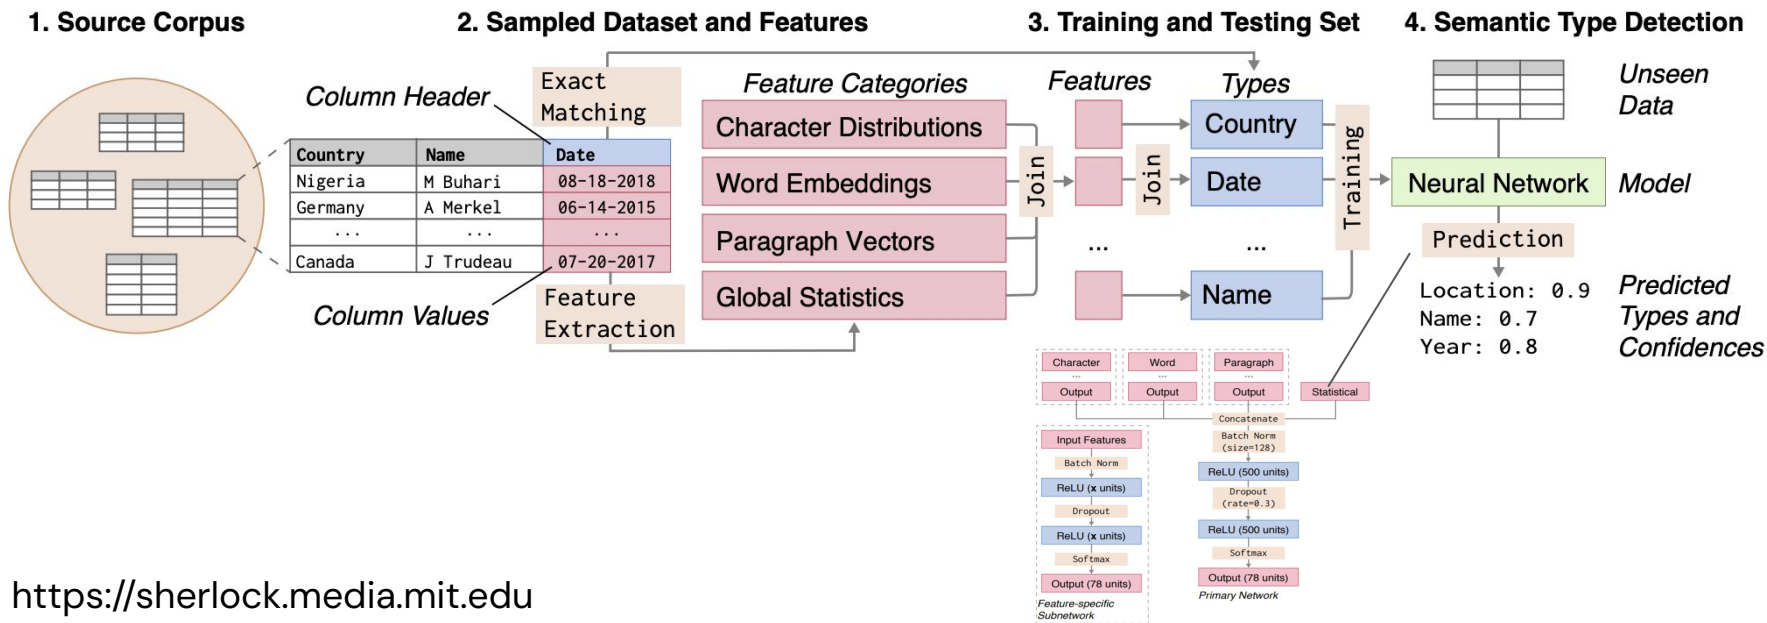 1. Source Corpus
2. Sampled Dataset and Features
3. Training and Testing Set
4. Semantic Type Detection
Column Header
Exact
Matching
Country Name Date
Nigeria M Buhari 08-18-2018
Germany A Merkel 06-14-2015
... ... ...
Canada J Trudeau 07-20-2017
Column Values
Feature
Extraction
Feature Categories
Character Distributions
Word Embeddings
Paragraph Vectors
Global Statistics
Join
Features
...
Join
Types
Country
Date
...
Name
Training
Unseen
Data
Neural Network
Model
Prediction
Location: 0.9
Name: 0.7
Year: 0.8
Predicted
Types and
Confidences
Character
...
Output
Word
...
Output
Paragraph
...
Output
Statistical
Concatenate
Input Features
Batch Norm
ReLU (x units)
Dropout
ReLU (x units)
Softmax
Output (78 units)
Feature-specific
Subnetwork
Batch Norm
(size=128)
ReLU (500 units)
Dropout
(rate=0.3)
ReLU (500 units)
Softmax
Output (78 units)
Primary Network
https://sherlock.media.mit.edu